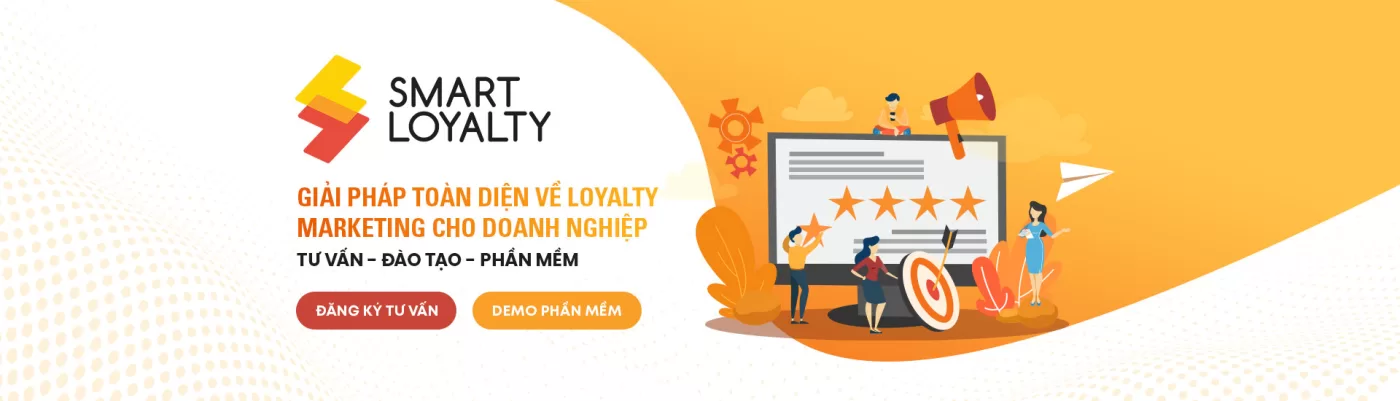 SMART
LOYALTY
GIẢI PHÁP TOÀN DIỆN VỀ LOYALTY
MARKETING CHO DOANH NGHIỆP
TƯ VẤN - ĐÀO TẠO - PHẦN MỀM
ĐĂNG KÝ TƯ VẤN
DEMO PHẦN MỀM